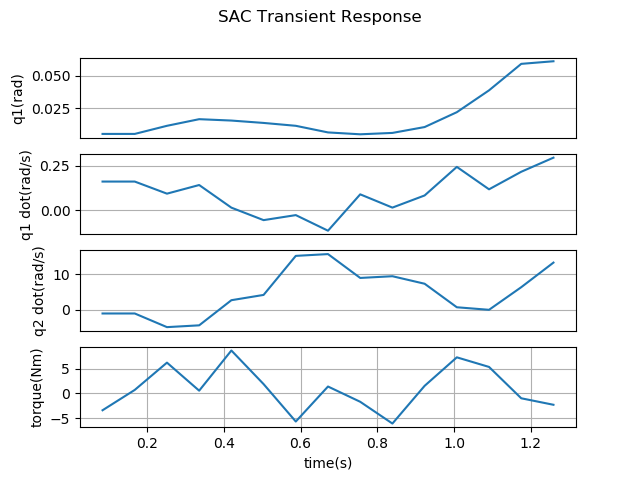 SAC Transient Response
q1(rad)
0.050
0.025
q1 dot(rad/s)
0.25
0.00
q2 dot(rad/s)
10
0
torque(Nm)
5
0
−5
0.2 0.4 0.6 0.8 1.0 1.2
time(s)